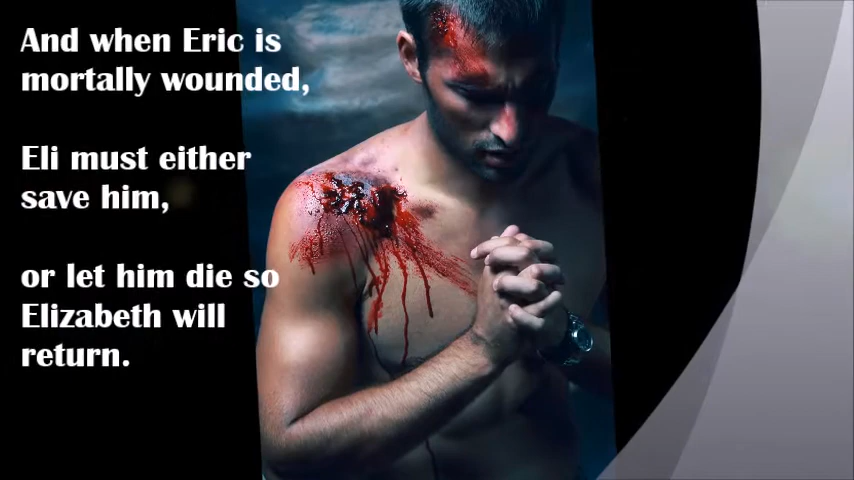 And when Eric is
mortally wounded,
Eli must either
save him,
or let him die so
Elizabeth will
return.